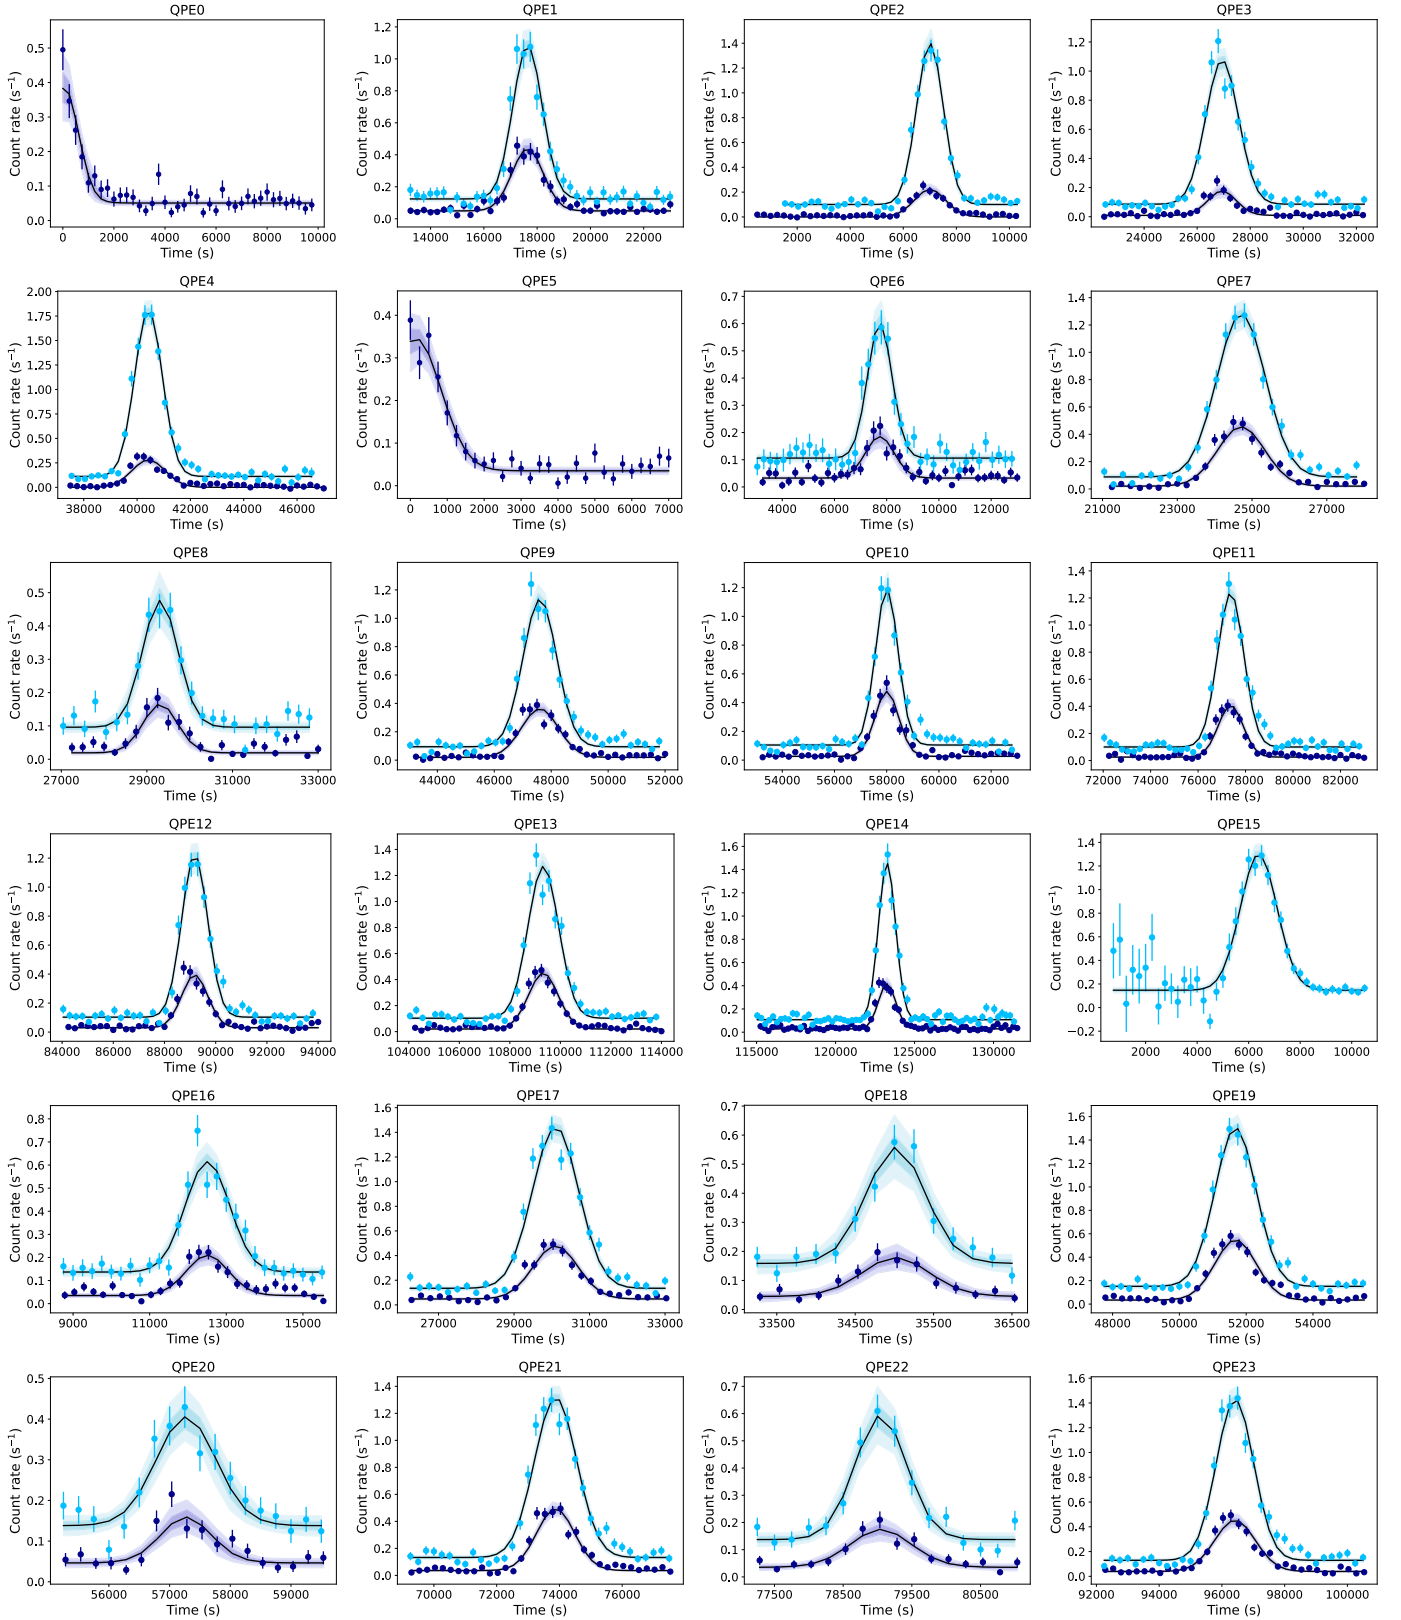 QPE0
Count rate (s⁻¹)
0.5
0.4
0.3
0.2
0.1
0.0
0 2000 4000 6000 8000 10000
Time (s)
QPE1
Count rate (s⁻¹)
1.2
1.0
0.8
0.6
0.4
0.2
0.0
14000 16000 18000 20000 22000
Time (s)
QPE2
Count rate (s⁻¹)
1.4
1.2
1.0
0.8
0.6
0.4
0.2
0.0
2000 4000 6000 8000 10000
Time (s)
QPE3
Count rate (s⁻¹)
1.2
1.0
0.8
0.6
0.4
0.2
0.0
24000 26000 28000 30000 32000
Time (s)
QPE4
Count rate (s⁻¹)
2.00
1.75
1.50
1.25
1.00
0.75
0.50
0.25
0.00
38000 40000 42000 44000 46000
Time (s)
QPE5
Count rate (s⁻¹)
0.4
0.3
0.2
0.1
0.0
0 1000 2000 3000 4000 5000 6000 7000
Time (s)
QPE6
Count rate (s⁻¹)
0.7
0.6
0.5
0.4
0.3
0.2
0.1
0.0
4000 6000 8000 10000 12000
Time (s)
QPE7
Count rate (s⁻¹)
1.4
1.2
1.0
0.8
0.6
0.4
0.2
0.0
21000 23000 25000 27000
Time (s)
QPE8
Count rate (s⁻¹)
0.5
0.4
0.3
0.2
0.1
0.0
27000 29000 31000 33000
Time (s)
QPE9
Count rate (s⁻¹)
1.2
1.0
0.8
0.6
0.4
0.2
0.0
44000 46000 48000 50000 52000
Time (s)
QPE10
Count rate (s⁻¹)
1.2
1.0
0.8
0.6
0.4
0.2
0.0
54000 56000 58000 60000 62000
Time (s)
QPE11
Count rate (s⁻¹)
1.4
1.2
1.0
0.8
0.6
0.4
0.2
0.0
72000 74000 76000 78000 80000 82000
Time (s)
QPE12
Count rate (s⁻¹)
1.2
1.0
0.8
0.6
0.4
0.2
0.0
84000 86000 88000 90000 92000 94000
Time (s)
QPE13
Count rate (s⁻¹)
1.4
1.2
1.0
0.8
0.6
0.4
0.2
0.0
104000 106000 108000 110000 112000 114000
Time (s)
QPE14
Count rate (s⁻¹)
1.6
1.4
1.2
1.0
0.8
0.6
0.4
0.2
0.0
115000 120000 125000 130000
Time (s)
QPE15
Count rate (s⁻¹)
1.4
1.2
1.0
0.8
0.6
0.4
0.2
0.0
−0.2
2000 4000 6000 8000 10000
Time (s)
QPE16
Count rate (s⁻¹)
0.8
0.7
0.6
0.5
0.4
0.3
0.2
0.1
0.0
9000 11000 13000 15000
Time (s)
QPE17
Count rate (s⁻¹)
1.6
1.4
1.2
1.0
0.8
0.6
0.4
0.2
0.0
27000 29000 31000 33000
Time (s)
QPE18
Count rate (s⁻¹)
0.7
0.6
0.5
0.4
0.3
0.2
0.1
0.0
33500 34500 35500 36500
Time (s)
QPE19
Count rate (s⁻¹)
1.6
1.4
1.2
1.0
0.8
0.6
0.4
0.2
0.0
48000 50000 52000 54000
Time (s)
QPE20
Count rate (s⁻¹)
0.5
0.4
0.3
0.2
0.1
0.0
56000 57000 58000 59000
Time (s)
QPE21
Count rate (s⁻¹)
1.4
1.2
1.0
0.8
0.6
0.4
0.2
0.0
70000 72000 74000 76000
Time (s)
QPE22
Count rate (s⁻¹)
0.7
0.6
0.5
0.4
0.3
0.2
0.1
0.0
77500 78500 79500 80500
Time (s)
QPE23
Count rate (s⁻¹)
1.6
1.4
1.2
1.0
0.8
0.6
0.4
0.2
0.0
92000 94000 96000 98000 100000
Time (s)